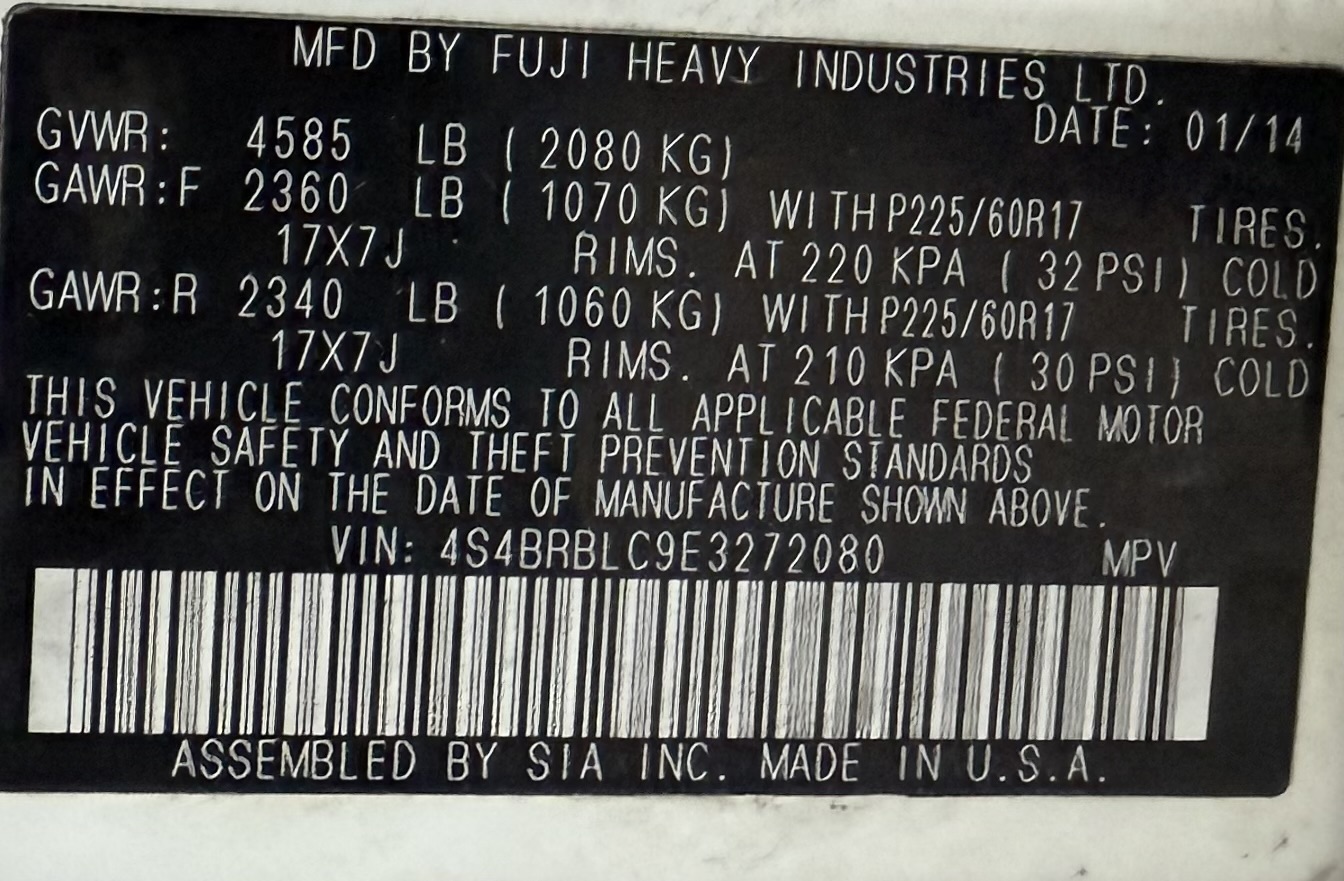 MFD BY FUJI HEAVY INDUSTRIES LTD.
DATE: 01/14
GVWR: 4585 LB ( 2080 KG)
GAWR:F 2360 LB ( 1070 KG) WITH P225/60R17 TIRES.
17X7J RIMS. AT 220 KPA ( 32 PSI) COLD
GAWR:R 2340 LB ( 1060 KG) WITH P225/60R17 TIRES.
17X7J RIMS. AT 210 KPA ( 30 PSI) COLD
THIS VEHICLE CONFORMS TO ALL APPLICABLE FEDERAL MOTOR
VEHICLE SAFETY AND THEFT PREVENTION STANDARDS
IN EFFECT ON THE DATE OF MANUFACTURE SHOWN ABOVE.
VIN: 4S4BRBLC9E3272080 MPV
ASSEMBLED BY SIA INC. MADE IN U.S.A.